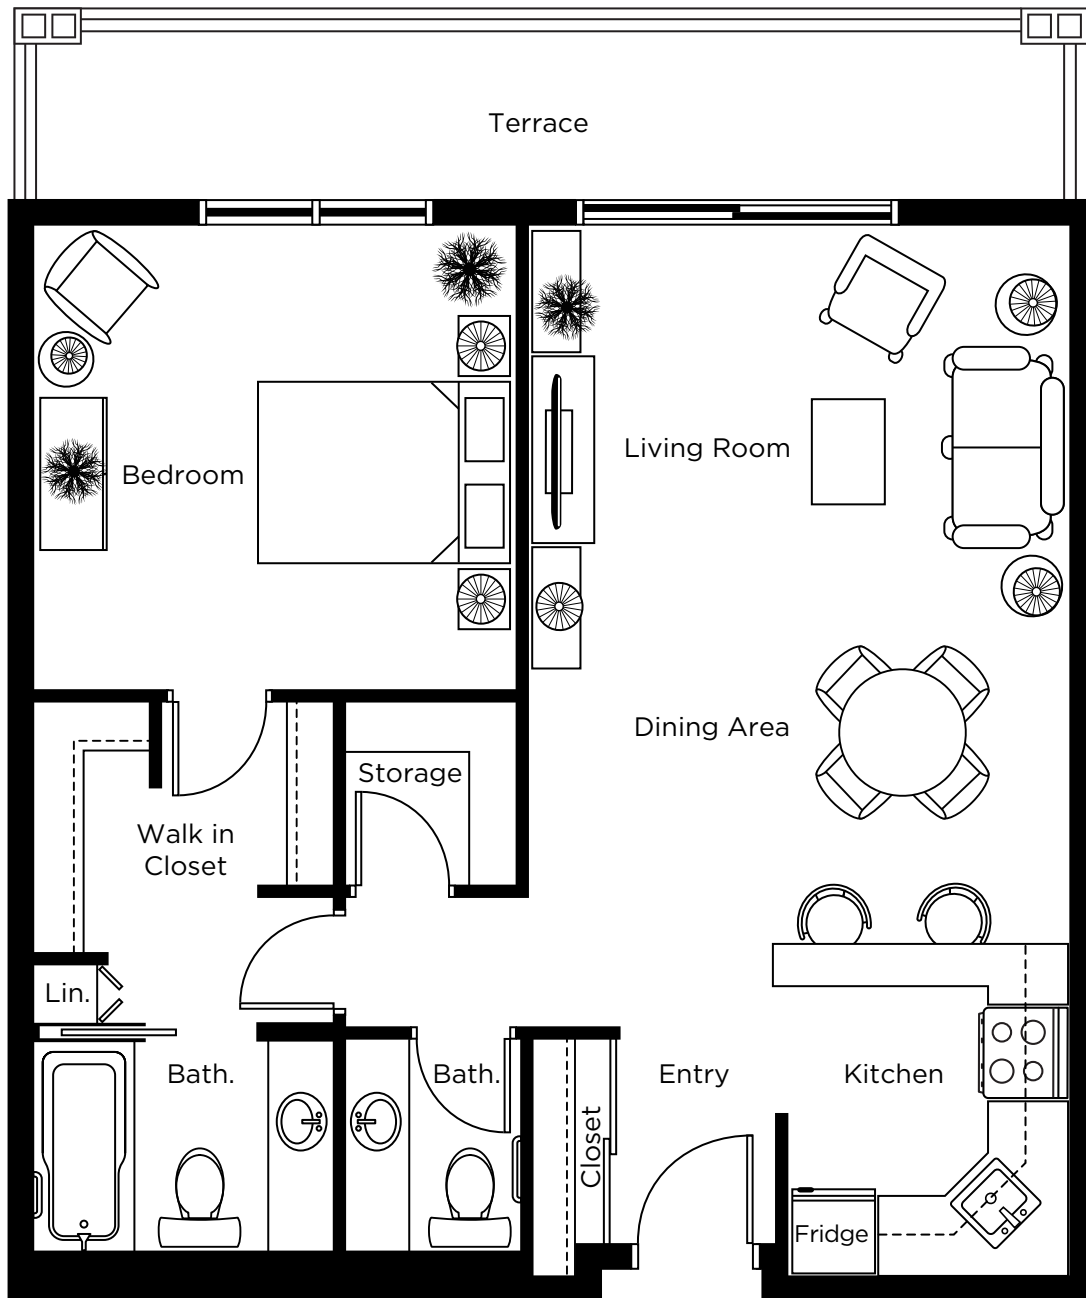 Terrace
Living Room
Bedroom
Dining Area
Storage
Walk in
Closet
Lin.
Bath.
Bath.
Entry
Kitchen
Closet
Fridge